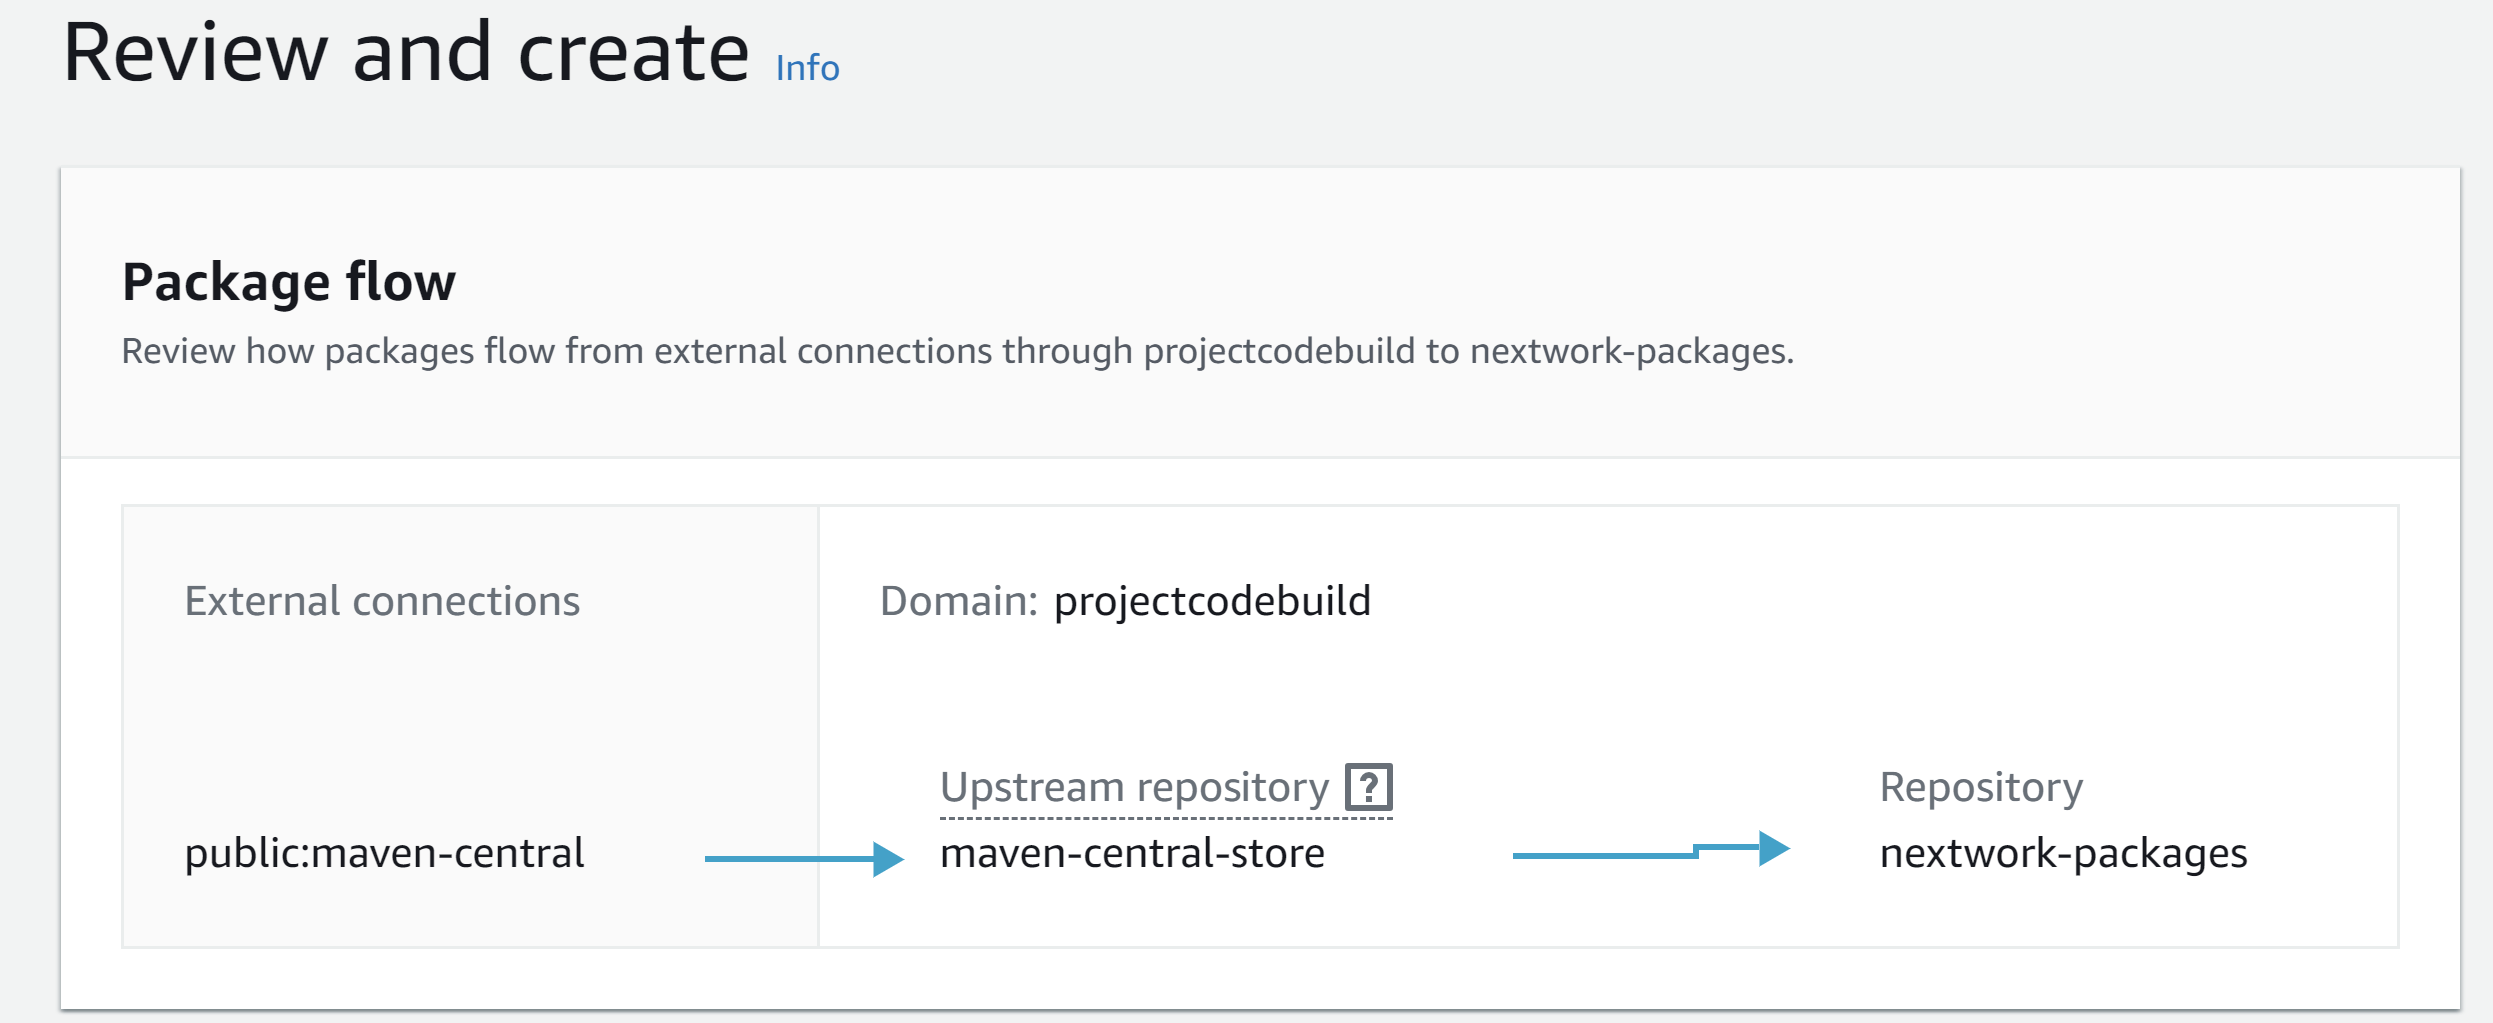 Review and create Info
Package flow
Review how packages flow from external connections through projectcodebuild to nextwork-packages.
External connections
Domain: projectcodebuild
Upstream repository ?
Repository
public:maven-central
maven-central-store
nextwork-packages